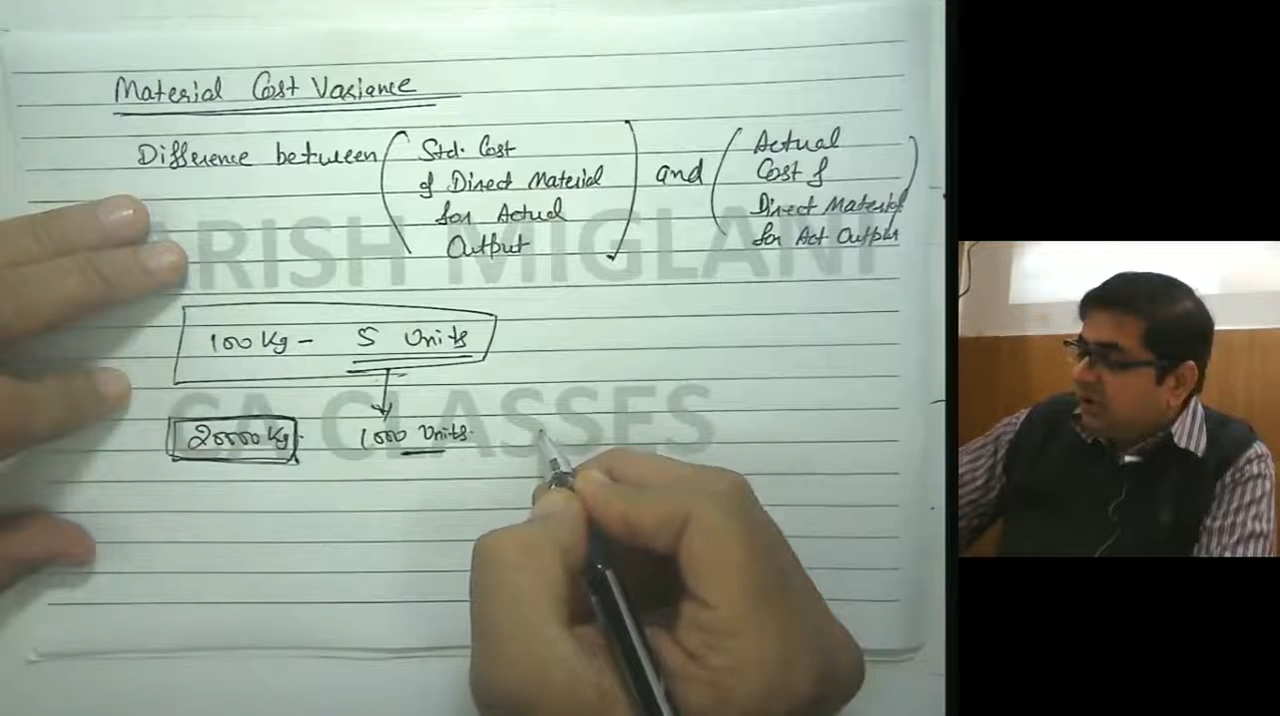 Material Cost Variance
Difference between ( Std. Cost of Direct Material for Actual Output ) and ( Actual Cost of Direct Material for Act Output )
100 Kg - 5 Units
20000 Kg. 1000 Units.
ARISH MIGLANI
CA CLASSES